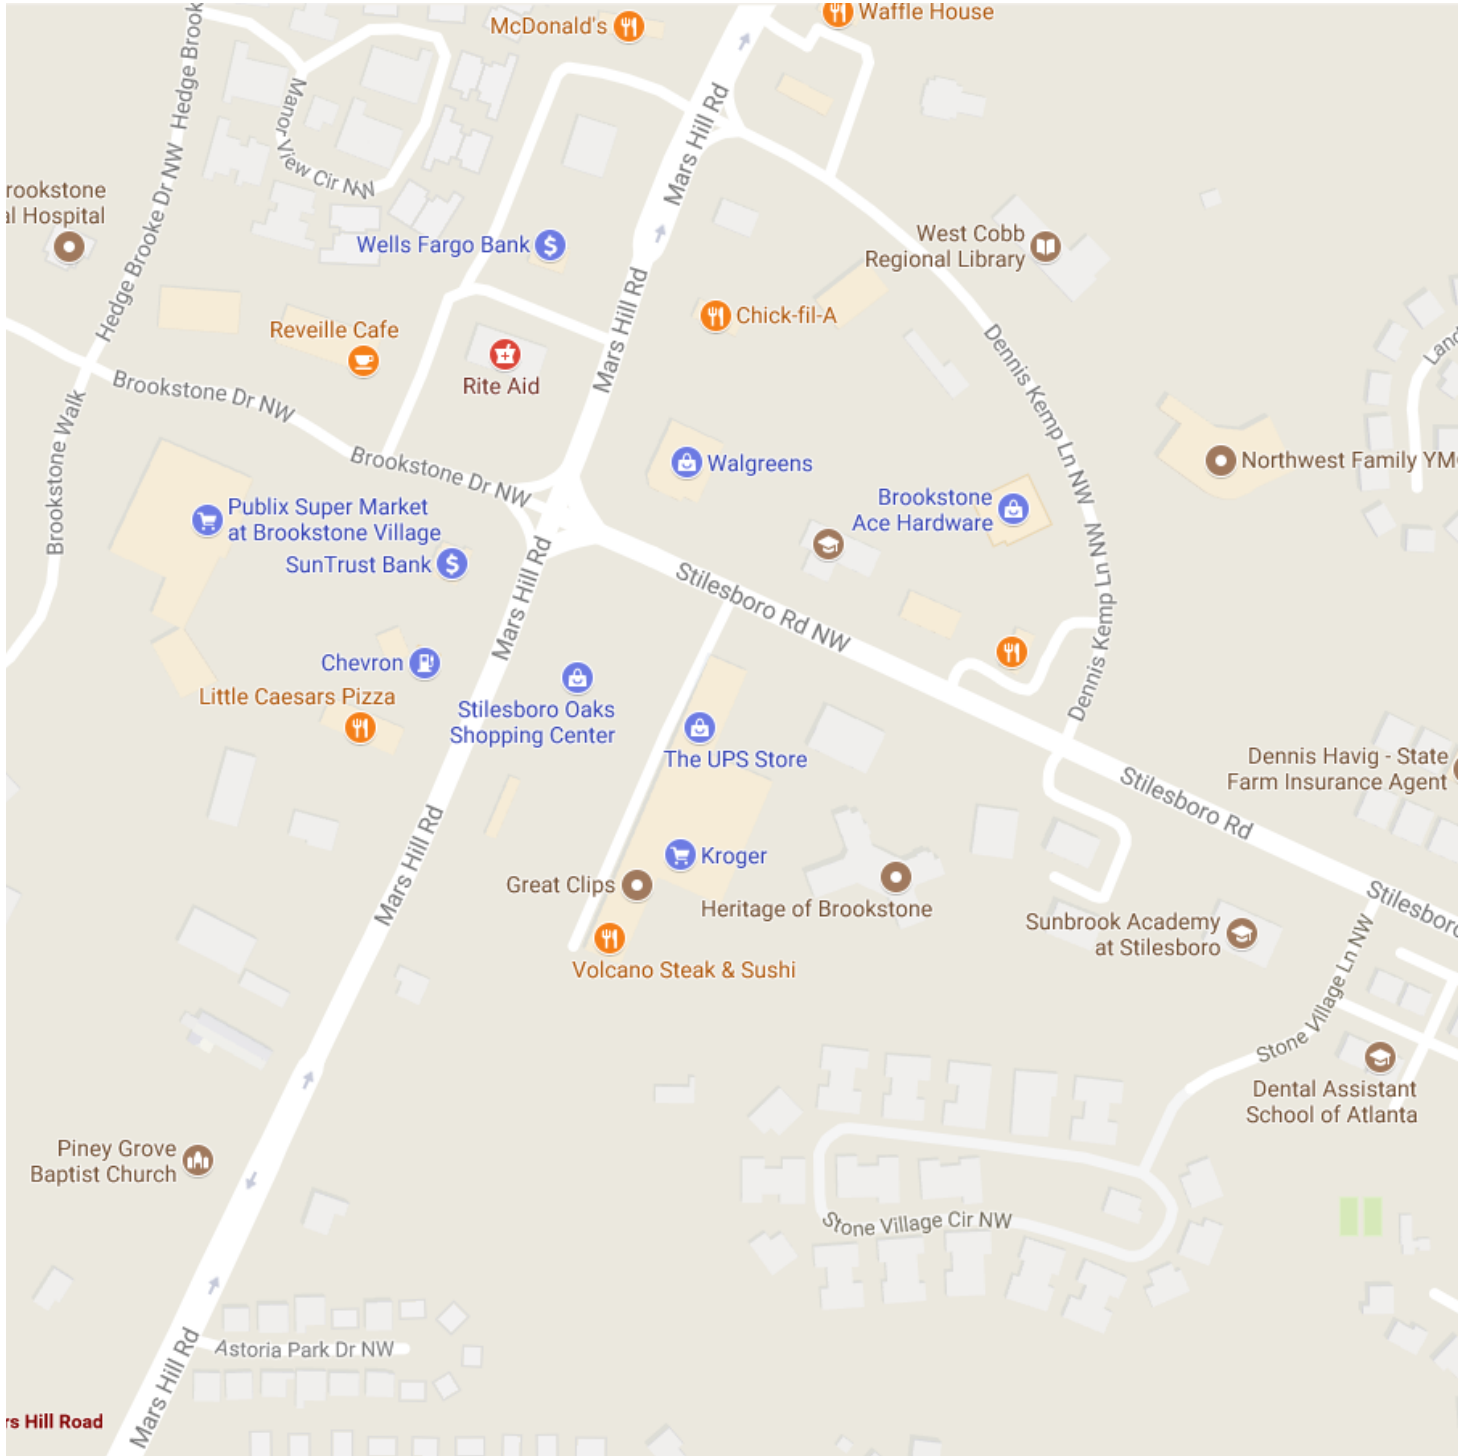 McDonald's
Waffle House
Hedge Brook
Hedge Brooke Dr NW
Manor View Cir NW
Mars Hill Rd
rookstone
al Hospital
Wells Fargo Bank
West Cobb
Regional Library
Mars Hill Rd
Chick-fil-A
Reveille Cafe
Rite Aid
Dennis Kemp Ln NW
Land
Brookstone Dr NW
Brookstone Walk
Brookstone Dr NW
Walgreens
Northwest Family YM
Brookstone
Ace Hardware
Publix Super Market
at Brookstone Village
SunTrust Bank
Mars Hill Rd
Stilesboro Rd NW
Dennis Kemp Ln NW
Chevron
Little Caesars Pizza
Stilesboro Oaks
Shopping Center
The UPS Store
Dennis Havig - State
Farm Insurance Agent
Stilesboro Rd
Mars Hill Rd
Kroger
Great Clips
Heritage of Brookstone
Stilesboro
Sunbrook Academy
at Stilesboro
Volcano Steak & Sushi
Stone Village Ln NW
Dental Assistant
School of Atlanta
Piney Grove
Baptist Church
Stone Village Cir NW
Astoria Park Dr NW
Mars Hill Rd
rs Hill Road